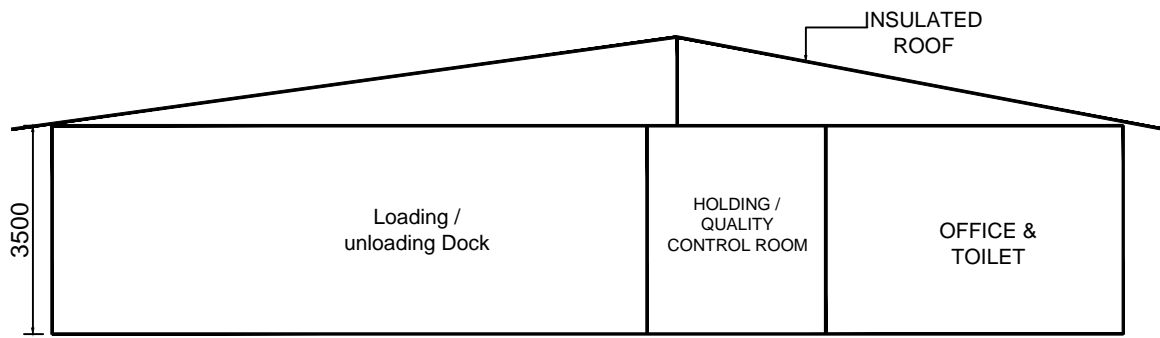 INSULATED
ROOF
3500
Loading /
unloading Dock
HOLDING /
QUALITY
CONTROL ROOM
OFFICE &
TOILET